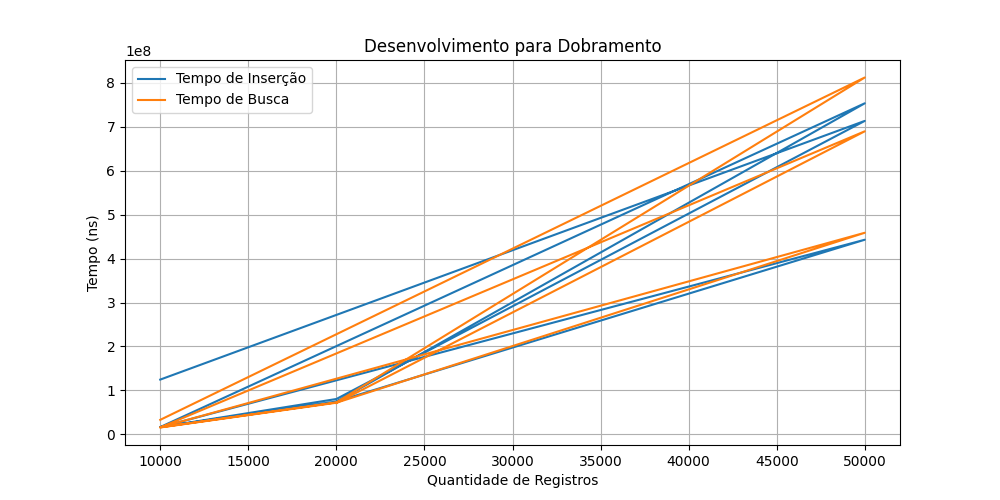 Desenvolvimento para Dobramento
1e8
Tempo de Inserção
Tempo de Busca
8
7
6
5
4
3
2
1
0
Tempo (ns)
10000 15000 20000 25000 30000 35000 40000 45000 50000
Quantidade de Registros